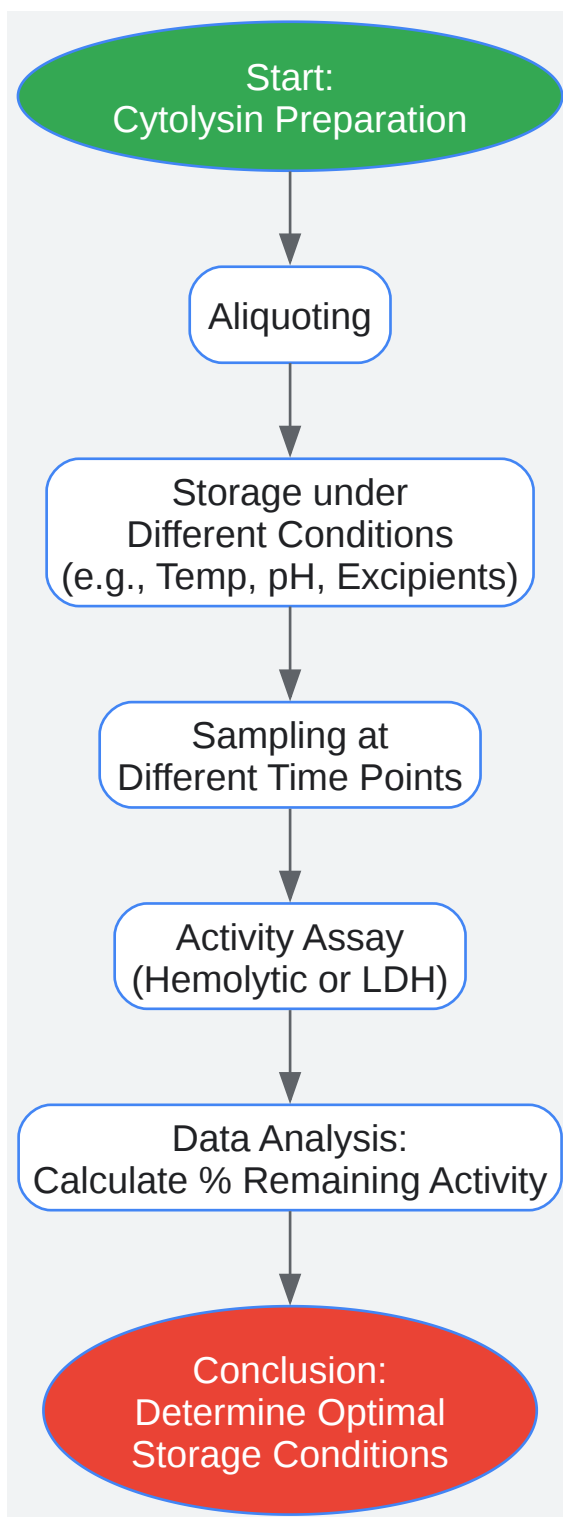 Start:
Cytolysin Preparation
Aliquoting
Storage under
Different Conditions
(e.g., Temp, pH, Excipients)
Sampling at
Different Time Points
Activity Assay
(Hemolytic or LDH)
Data Analysis:
Calculate % Remaining Activity
Conclusion:
Determine Optimal
Storage Conditions